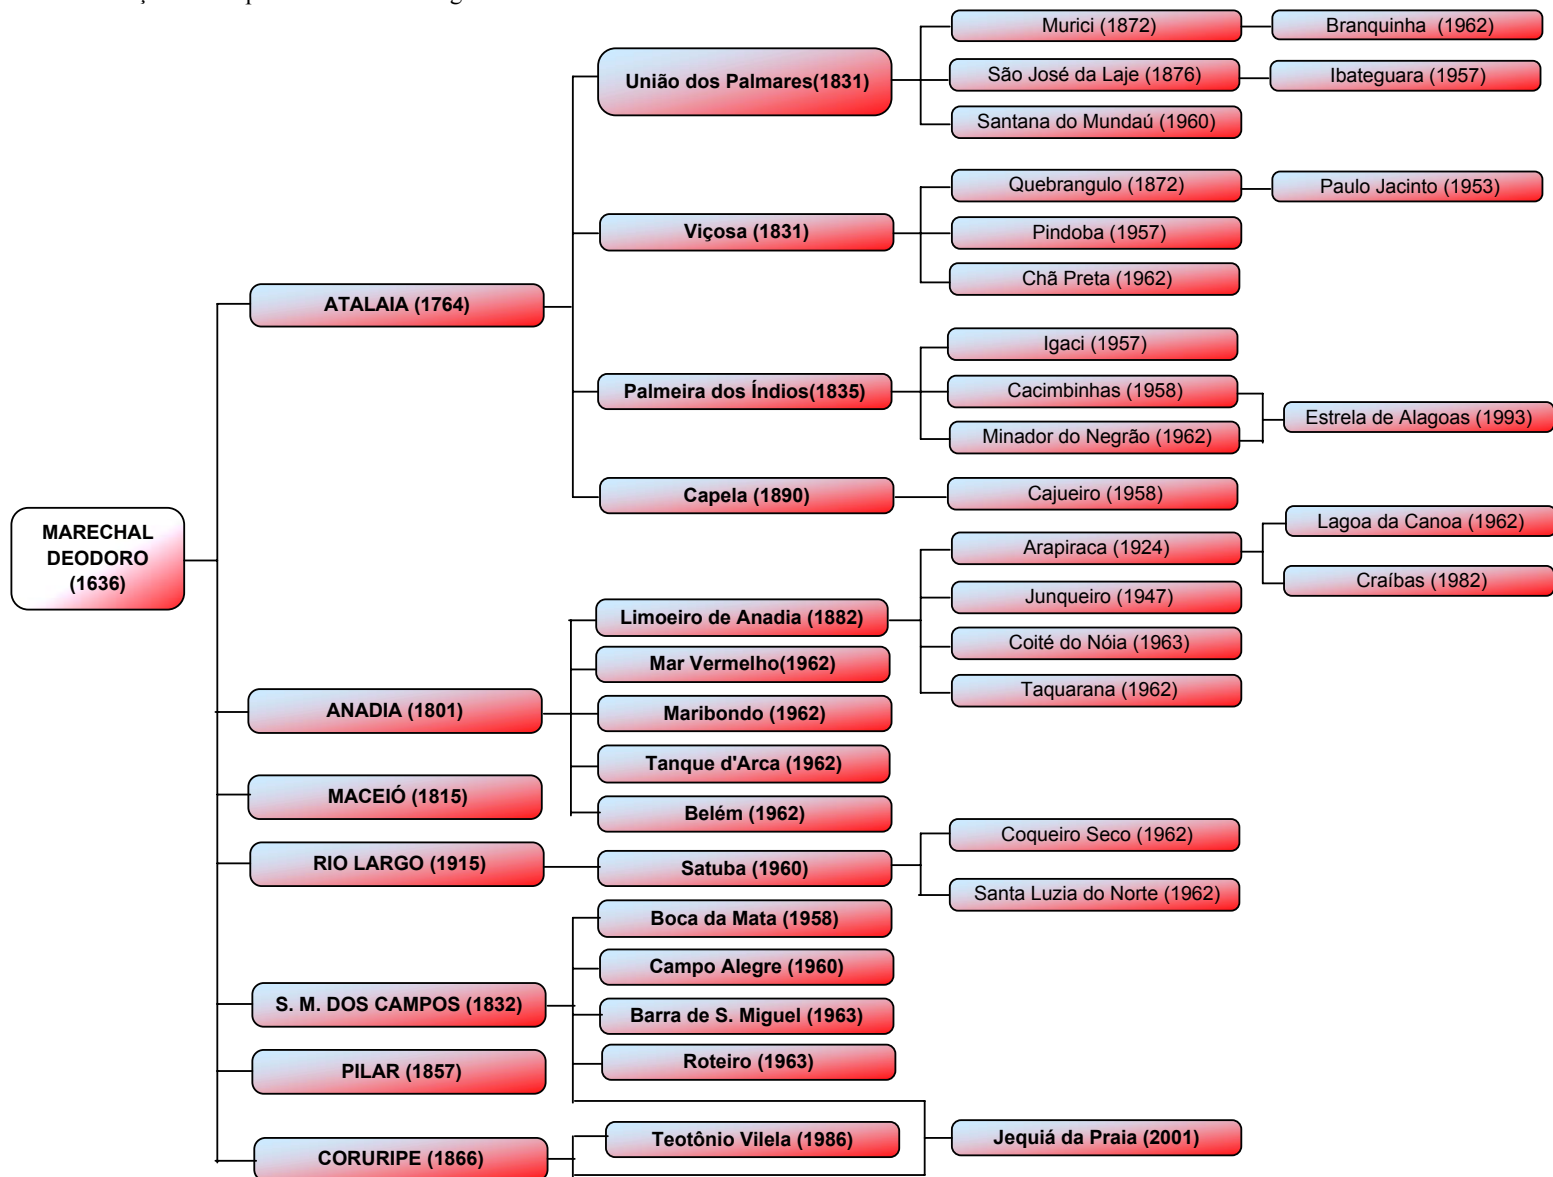 Murici (1872)
Branquinha (1962)
União dos Palmares(1831)
São José da Laje (1876)
Ibateguara (1957)
Santana do Mundaú (1960)
Quebrangulo (1872)
Paulo Jacinto (1953)
Viçosa (1831)
Pindoba (1957)
Chã Preta (1962)
ATALAIA (1764)
Igaci (1957)
Palmeira dos Índios(1835)
Cacimbinhas (1958)
Estrela de Alagoas (1993)
Minador do Negrão (1962)
Capela (1890)
Cajueiro (1958)
MARECHAL
DEODORO
(1636)
Lagoa da Canoa (1962)
Arapiraca (1924)
Craíbas (1982)
Limoeiro de Anadia (1882)
Junqueiro (1947)
Coité do Nóia (1963)
Mar Vermelho(1962)
Taquarana (1962)
ANADIA (1801)
Maribondo (1962)
Tanque d'Arca (1962)
MACEIÓ (1815)
Belém (1962)
Coqueiro Seco (1962)
RIO LARGO (1915)
Satuba (1960)
Santa Luzia do Norte (1962)
Boca da Mata (1958)
Campo Alegre (1960)
S. M. DOS CAMPOS (1832)
Barra de S. Miguel (1963)
Roteiro (1963)
PILAR (1857)
Teotônio Vilela (1986)
Jequiá da Praia (2001)
CORURIPE (1866)